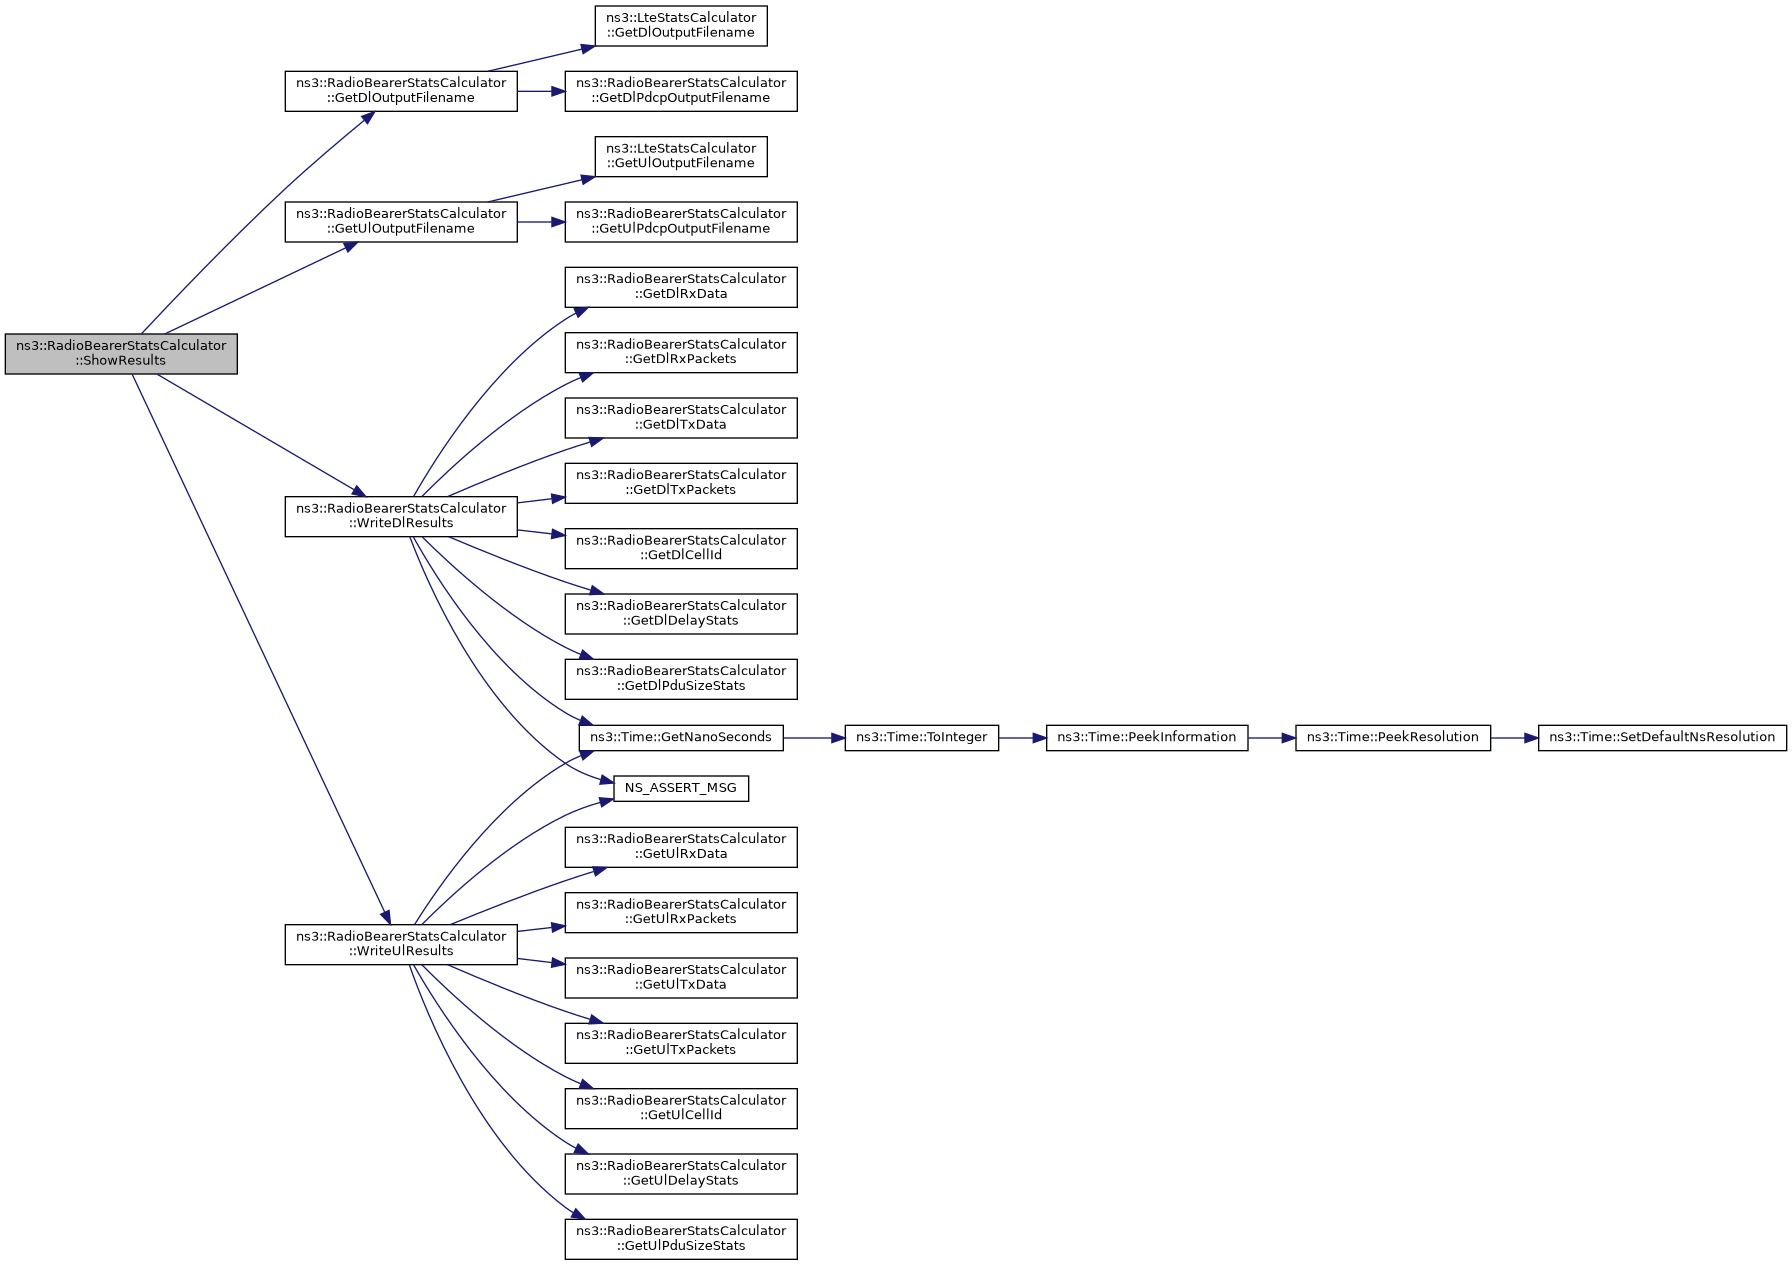 ns3::LteStatsCalculator
::GetDlOutputFilename
ns3::RadioBearerStatsCalculator
::GetDlOutputFilename
ns3::RadioBearerStatsCalculator
::GetDlPdcpOutputFilename
ns3::LteStatsCalculator
::GetUlOutputFilename
ns3::RadioBearerStatsCalculator
::GetUlOutputFilename
ns3::RadioBearerStatsCalculator
::GetUlPdcpOutputFilename
ns3::RadioBearerStatsCalculator
::GetDlRxData
ns3::RadioBearerStatsCalculator
::ShowResults
ns3::RadioBearerStatsCalculator
::GetDlRxPackets
ns3::RadioBearerStatsCalculator
::GetDlTxData
ns3::RadioBearerStatsCalculator
::GetDlTxPackets
ns3::RadioBearerStatsCalculator
::WriteDlResults
ns3::RadioBearerStatsCalculator
::GetDlCellId
ns3::RadioBearerStatsCalculator
::GetDlDelayStats
ns3::RadioBearerStatsCalculator
::GetDlPduSizeStats
ns3::Time::GetNanoSeconds
ns3::Time::ToInteger
ns3::Time::PeekInformation
ns3::Time::PeekResolution
ns3::Time::SetDefaultNsResolution
NS_ASSERT_MSG
ns3::RadioBearerStatsCalculator
::GetUlRxData
ns3::RadioBearerStatsCalculator
::GetUlRxPackets
ns3::RadioBearerStatsCalculator
::WriteUlResults
ns3::RadioBearerStatsCalculator
::GetUlTxData
ns3::RadioBearerStatsCalculator
::GetUlTxPackets
ns3::RadioBearerStatsCalculator
::GetUlCellId
ns3::RadioBearerStatsCalculator
::GetUlDelayStats
ns3::RadioBearerStatsCalculator
::GetUlPduSizeStats